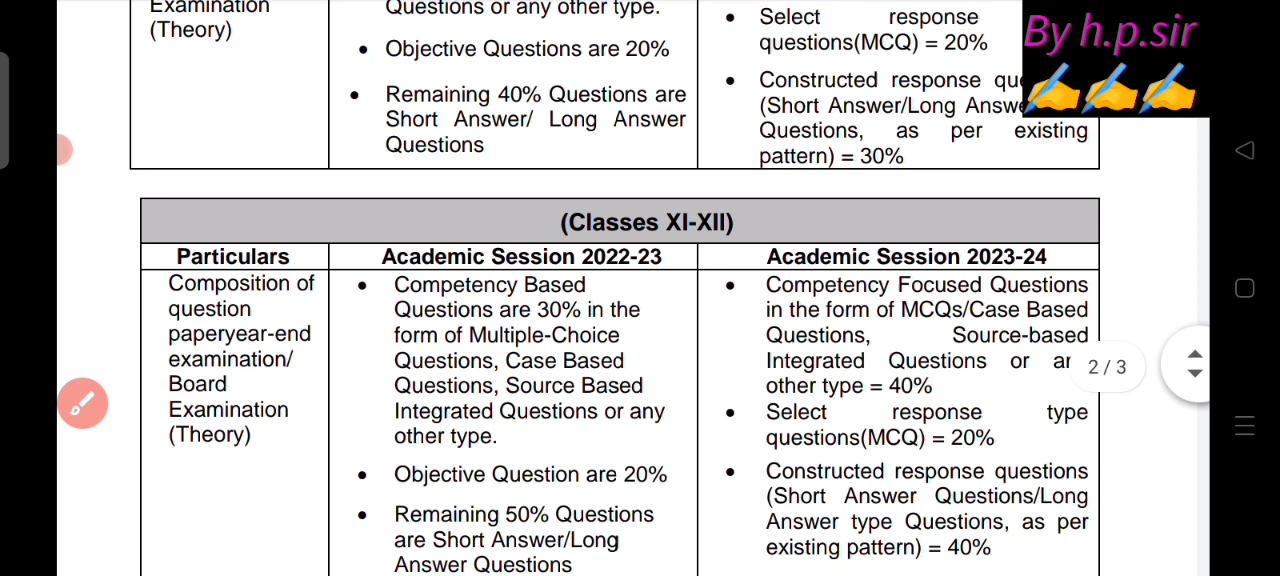 Examination
(Theory)
Questions or any other type.
• Objective Questions are 20%
• Remaining 40% Questions are
Short Answer/ Long Answer
Questions
• Select response
questions(MCQ) = 20%
• Constructed response
(Short Answer/Long
Questions, as per existing
pattern) = 30%
By h.p.sir
(Classes XI-XII)
Particulars
Academic Session 2022-23
Academic Session 2023-24
Composition of
question
paperyear-end
examination/
Board
Examination
(Theory)
• Competency Based
Questions are 30% in the
form of Multiple-Choice
Questions, Case Based
Questions, Source Based
Integrated Questions or any
other type.
• Objective Question are 20%
• Remaining 50% Questions
are Short Answer/Long
Answer Questions
• Competency Focused Questions
in the form of MCQs/Case Based
Questions, Source-based
Integrated Questions or
other type = 40%
• Select response type
questions(MCQ) = 20%
• Constructed response questions
(Short Answer Questions/Long
Answer type Questions, as per
existing pattern) = 40%
2 / 3